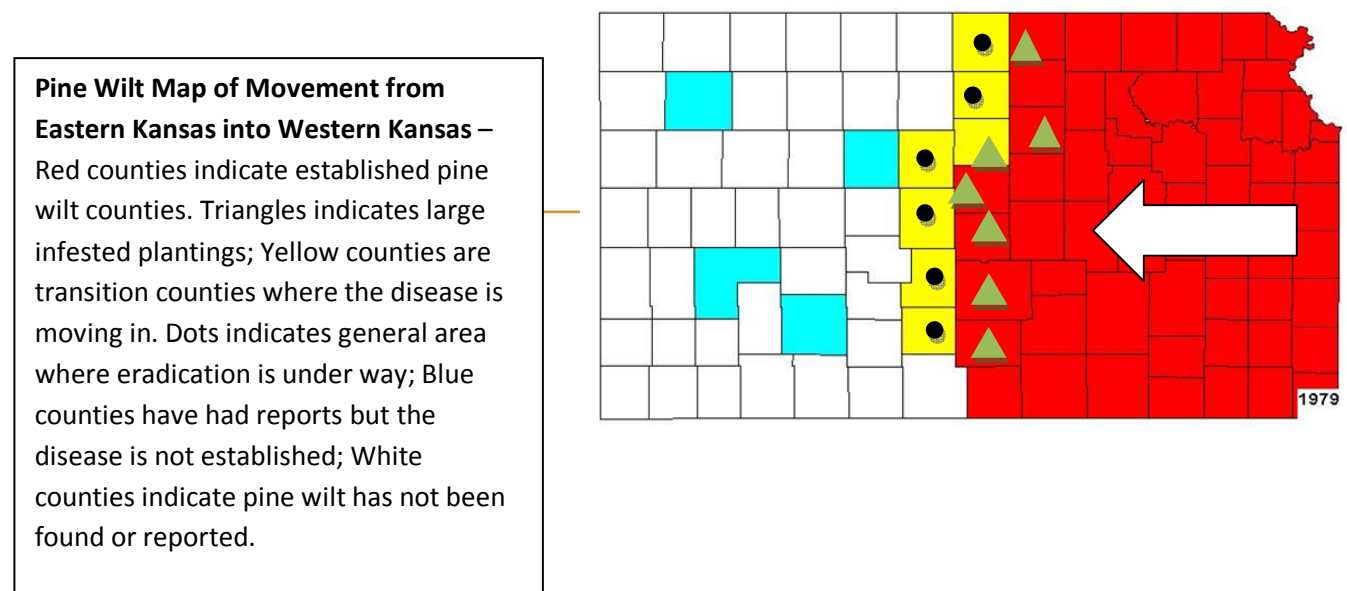 Pine Wilt Map of Movement from
Eastern Kansas into Western Kansas –
Red counties indicate established pine
wilt counties. Triangles indicates large
infested plantings; Yellow counties are
transition counties where the disease is
moving in. Dots indicates general area
where eradication is under way; Blue
counties have had reports but the
disease is not established; White
counties indicate pine wilt has not been
found or reported.
1979